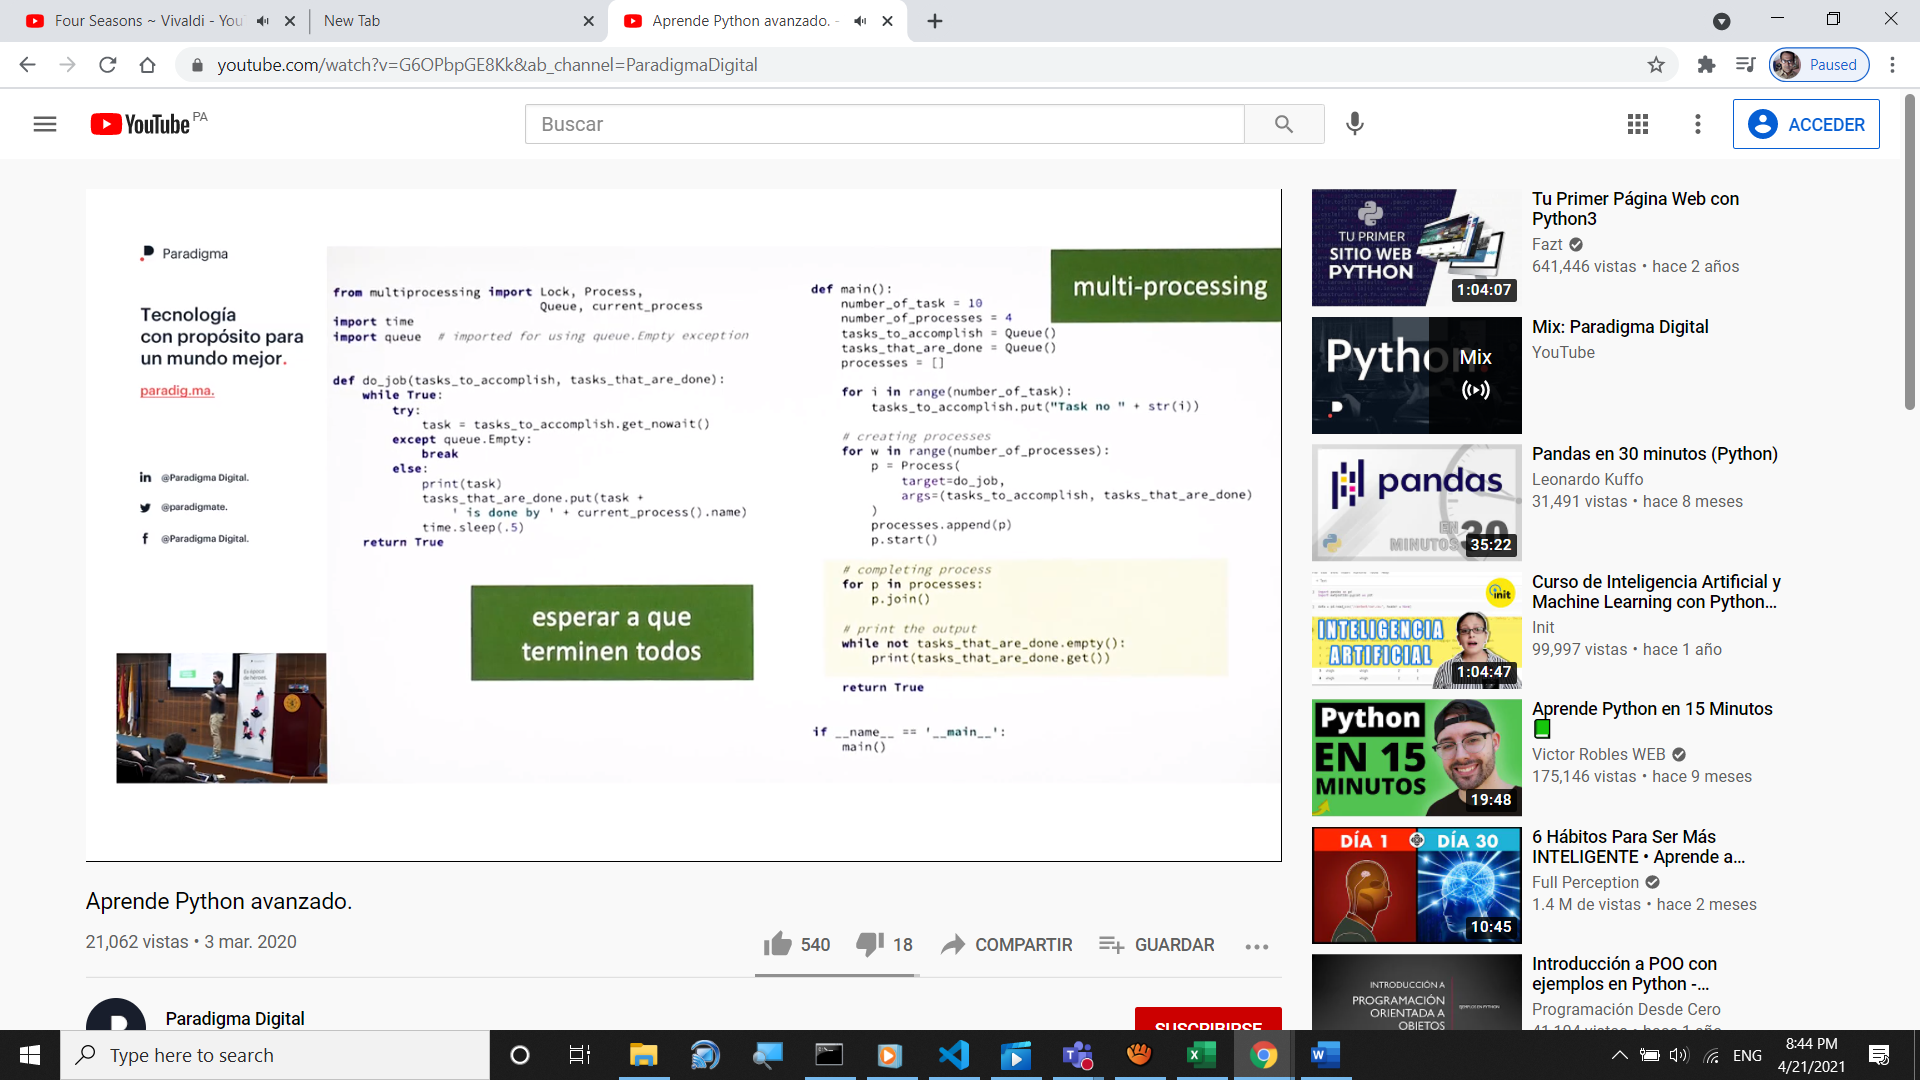 Four Seasons ~ Vivaldi - You
New Tab
Aprende Python avanzado. -
youtube.com/watch?v=G6OPbpGE8Kk&ab_channel=ParadigmaDigital
Paused
YouTube PA
Buscar
ACCEDER
Paradigma
Tecnología
con propósito para
un mundo mejor.
paradig.ma.
@Paradigma Digital.
@paradigmate.
@Paradigma Digital.
from multiprocessing import Lock, Process,
Queue, current_process
import time
import queue # imported for using queue.Empty exception
def do_job(tasks_to_accomplish, tasks_that_are_done):
while True:
try:
task = tasks_to_accomplish.get_nowait()
except queue.Empty:
break
else:
print(task)
tasks_that_are_done.put(task +
' is done by ' + current_process().name)
time.sleep(.5)
return True
esperar a que
terminen todos
multi-processing
def main():
number_of_task = 10
number_of_processes = 4
tasks_to_accomplish = Queue()
tasks_that_are_done = Queue()
processes = []
for i in range(number_of_task):
tasks_to_accomplish.put("Task no " + str(i))
# creating processes
for w in range(number_of_processes):
p = Process(
target=do_job,
args=(tasks_to_accomplish, tasks_that_are_done)
)
processes.append(p)
p.start()
# completing process
for p in processes:
p.join()
# print the output
while not tasks_that_are_done.empty():
print(tasks_that_are_done.get())
return True
if __name__ == '__main__':
main()
Aprende Python avanzado.
21,062 vistas • 3 mar. 2020
540
18
COMPARTIR
GUARDAR
Paradigma Digital
SUSCRIBIRSE
TU PRIMER
SITIO WEB
PYTHON
1:04:07
Tu Primer Página Web con
Python3
Fazt
641,446 vistas • hace 2 años
Python.
Mix
Mix: Paradigma Digital
YouTube
pandas
EN 30
MINUTOS
35:22
Pandas en 30 minutos (Python)
Leonardo Kuffo
31,491 vistas • hace 8 meses
init
INTELIGENCIA
ARTIFICIAL
1:04:47
Curso de Inteligencia Artificial y
Machine Learning con Python...
Init
99,997 vistas • hace 1 año
Python
EN 15
MINUTOS
19:48
Aprende Python en 15 Minutos
Victor Robles WEB
175,146 vistas • hace 9 meses
DÍA 1
DÍA 30
10:45
6 Hábitos Para Ser Más
INTELIGENTE • Aprende a...
Full Perception
1.4 M de vistas • hace 2 meses
INTRODUCCIÓN A
PROGRAMACIÓN
ORIENTADA A
OBJETOS
EJEMPLOS EN PYTHON
Introducción a POO con
ejemplos en Python -...
Programación Desde Cero
41,194 vistas • hace 1 año
Type here to search
ENG
8:44 PM
4/21/2021